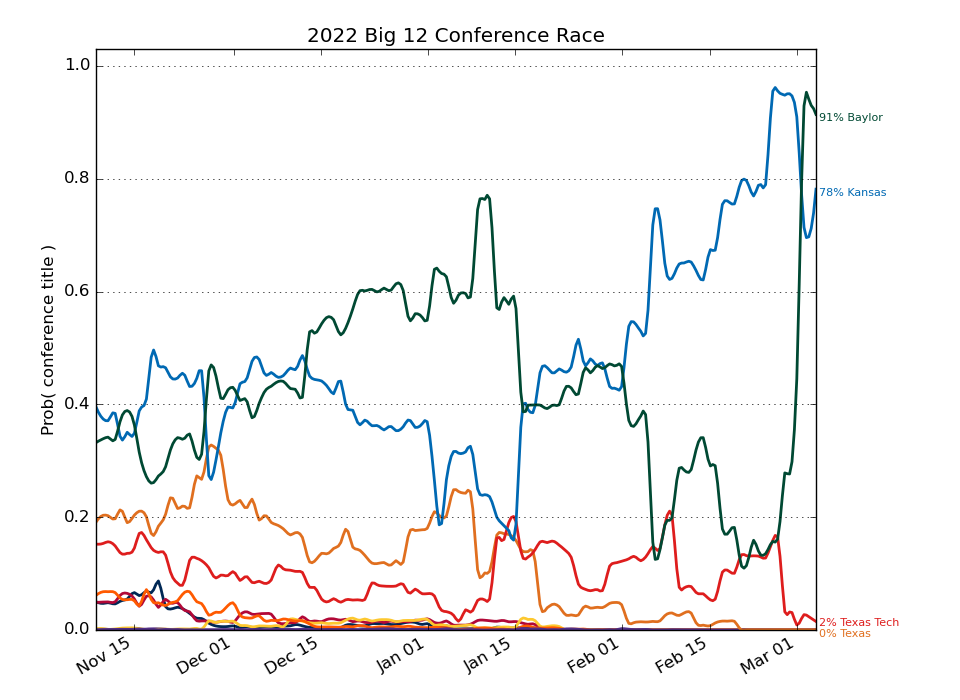 2022 Big 12 Conference Race
1.0
0.8
0.6
0.4
0.2
0.0
Prob( conference title )
91% Baylor
78% Kansas
2% Texas Tech
0% Texas
Nov 15
Dec 01
Dec 15
Jan 01
Jan 15
Feb 01
Feb 15
Mar 01